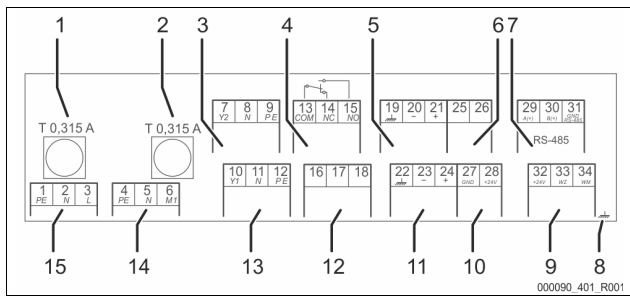 1 2 3 4 5 6 7
T 0,315 A T 0,315 A
7 8 9 13 14 15 19 20 21 25 26 29 30 31
Y2 N PE COM NC NO − + A(+) B(+) GND RS-485
RS-485
10 11 12 16 17 18 22 23 24 27 28 32 33 34
Y1 N PE − + GND +24V +24V WZ WM
1 2 3 4 5 6
PE N L PE N M1
15 14 13 12 11 10 9 8
000090_401_R001